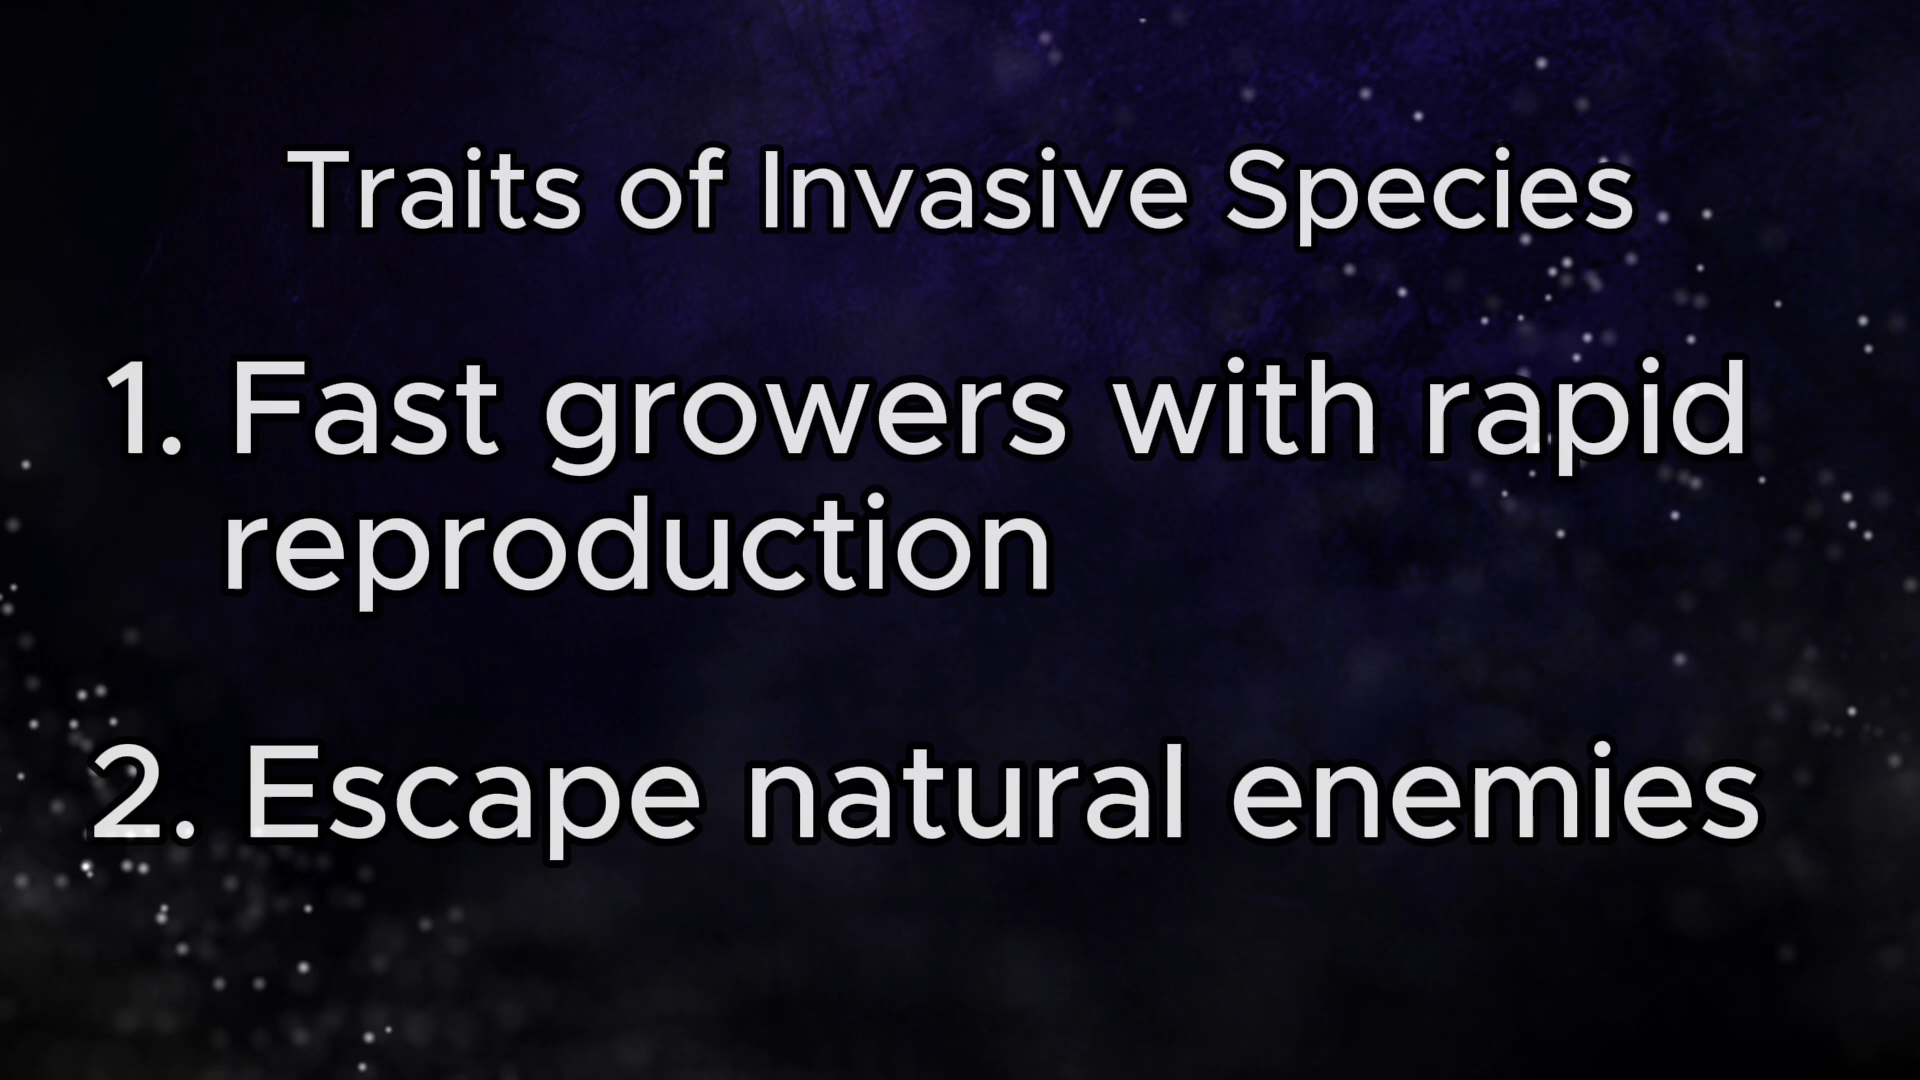 Traits of Invasive Species
1. Fast growers with rapid
reproduction
2. Escape natural enemies